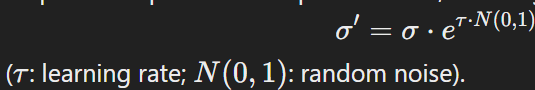 σ′ = σ · e^{τ·N(0,1)}
(τ: learning rate; N(0, 1): random noise).